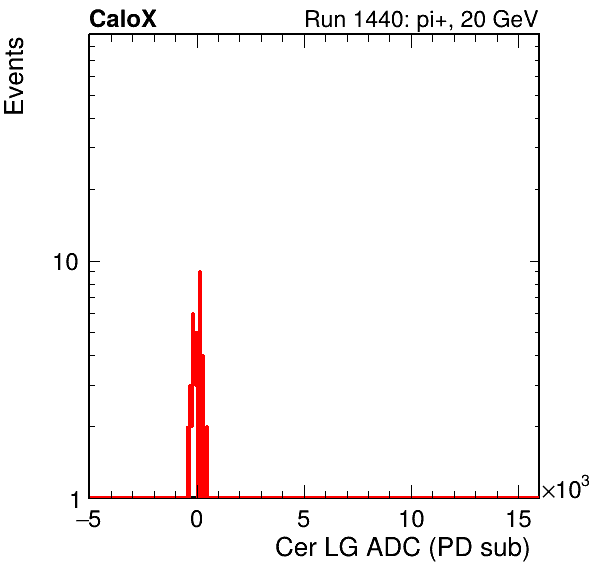 CaloX Run 1440: pi+, 20 GeV
Events
10
1
−5 0 5 10 15
×10³
Cer LG ADC (PD sub)